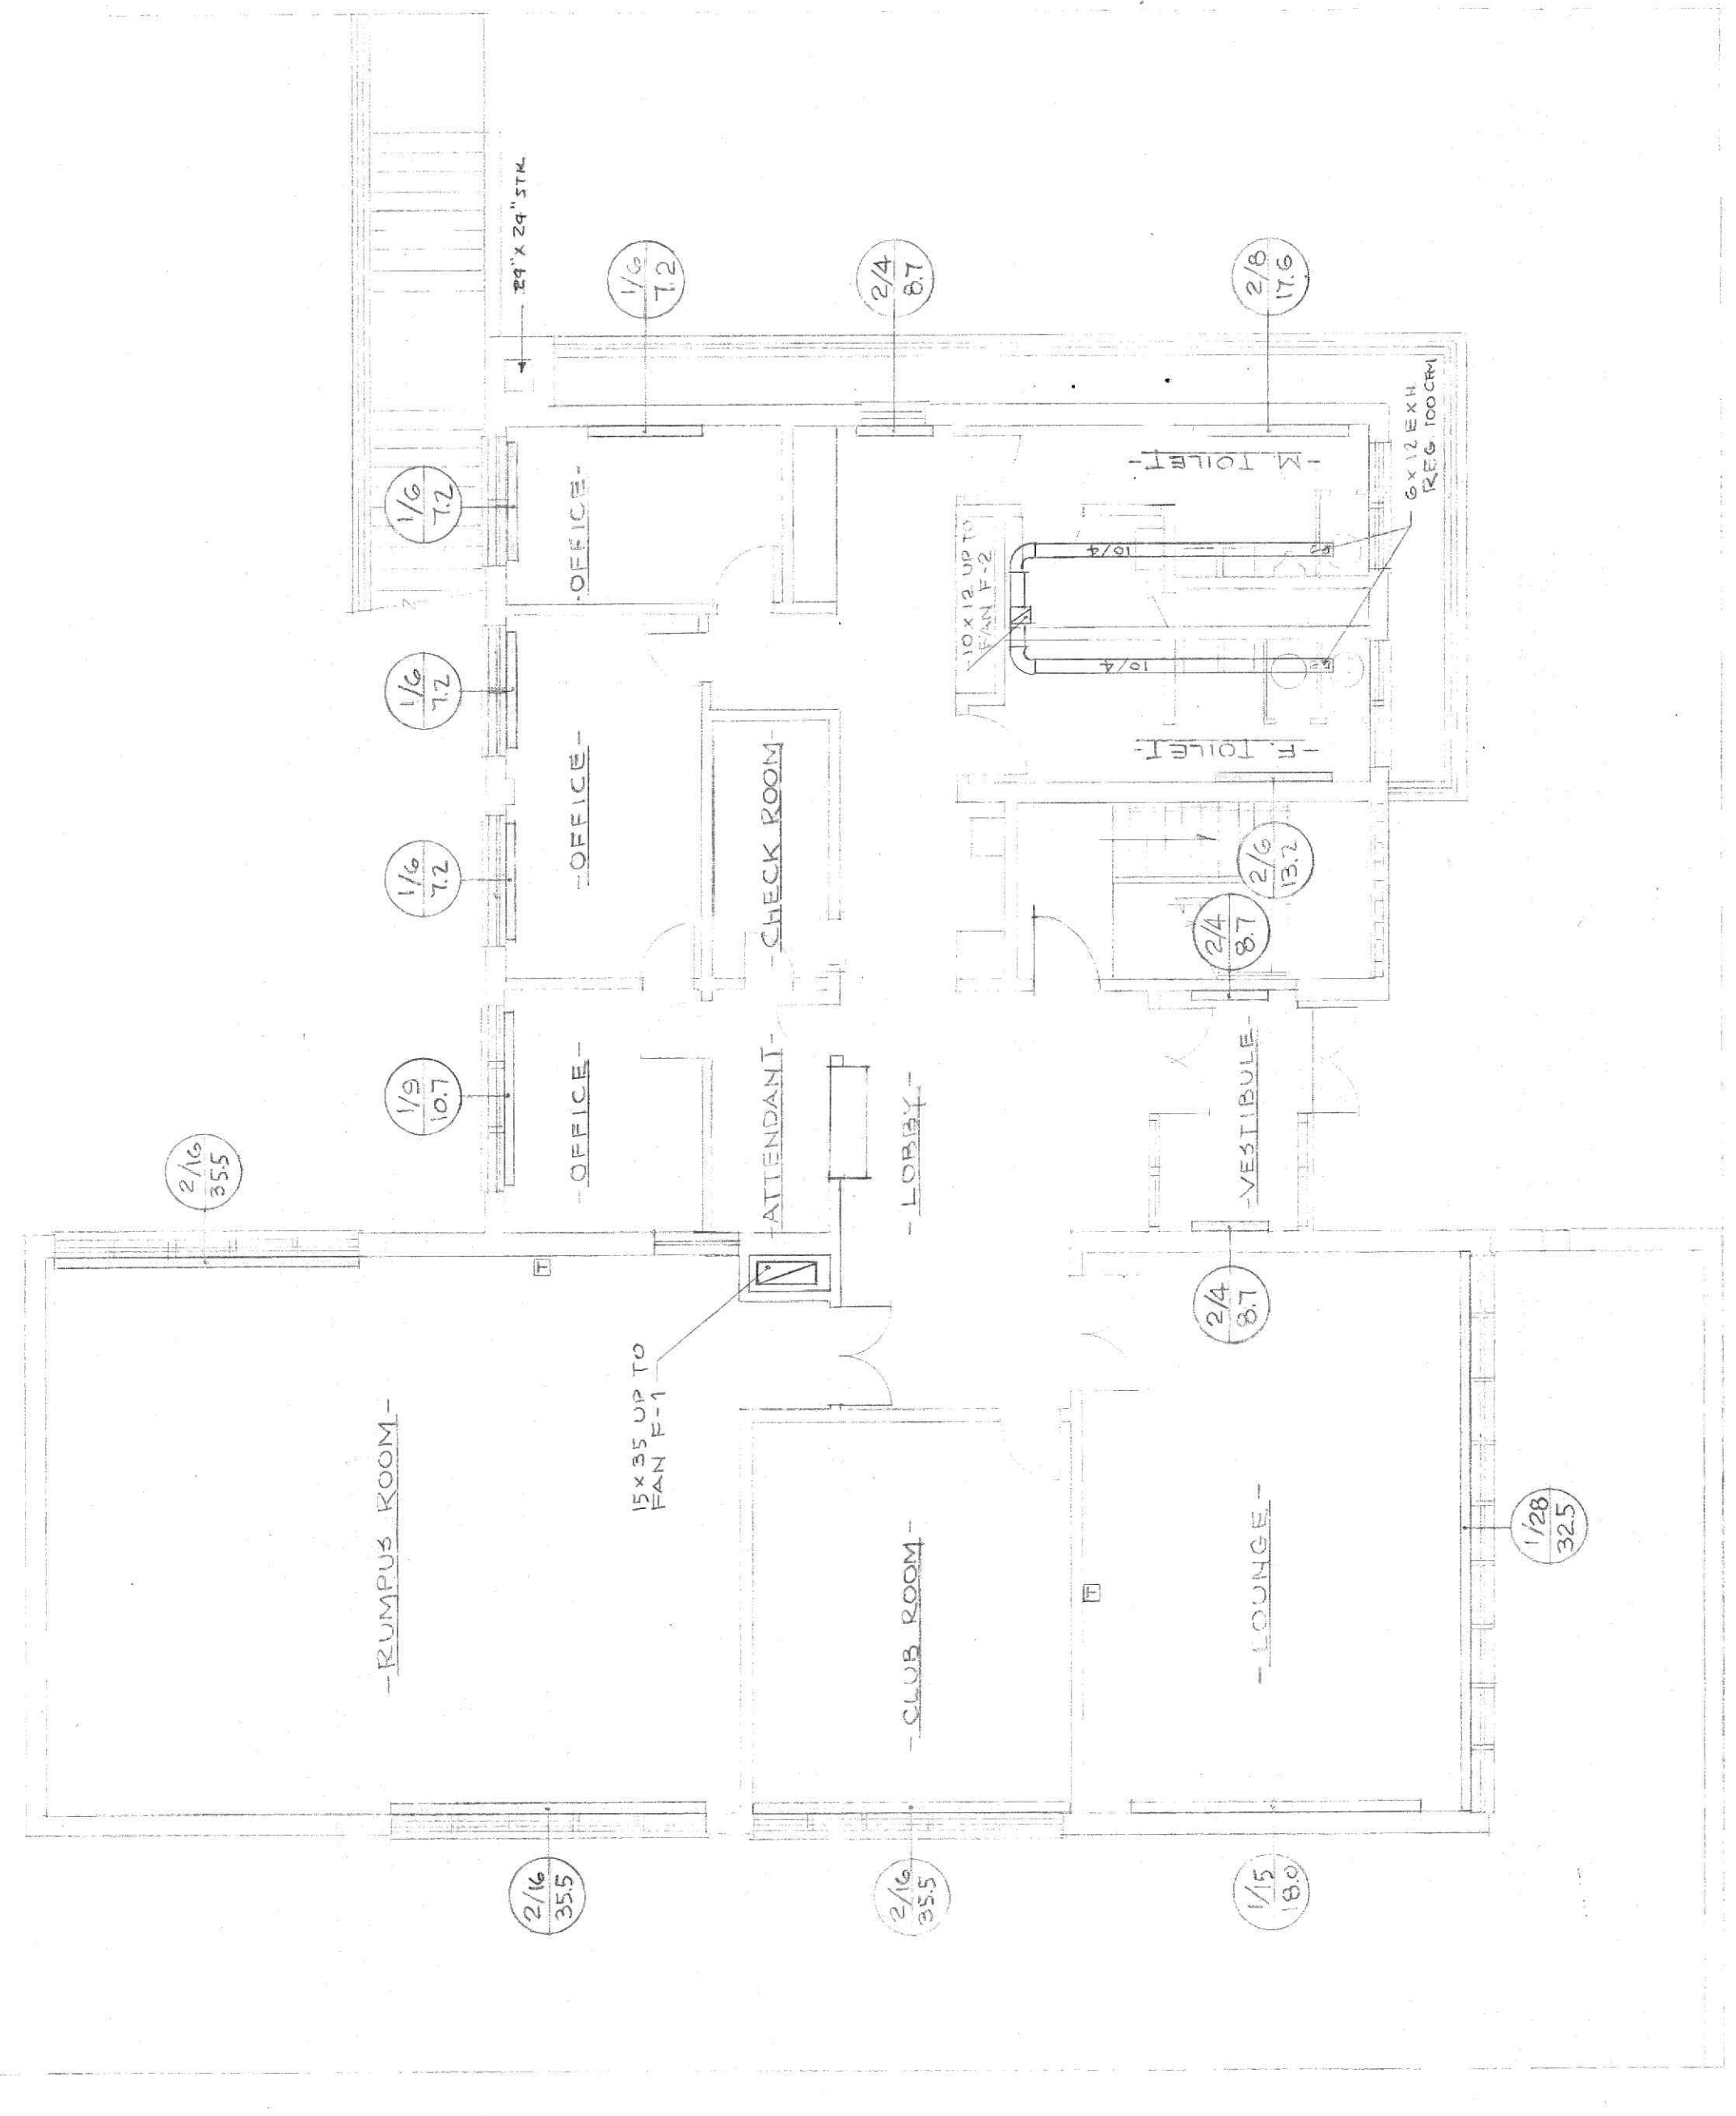 24" X 24" STK
1/6
7.2
2/4
8.7
2/8
17.6
1/6
7.2
1/6
7.2
1/6
7.2
1/9
10.7
2/16
35.5
-OFFICE-
-OFFICE-
-OFFICE-
-CHECK ROOM-
-ATTENDANT-
-LOBBY-
-VESTIBULE-
-M. TOILET-
-F. TOILET-
10 X 12 UP TO
FAN F-2
10/4
10/4
6 X 12 EXH.
REG. 100 CFM
2/6
13.2
2/4
8.7
2/4
8.7
T
15 X 35 UP TO
FAN F-1
-RUMPUS ROOM-
-CLUB ROOM-
T
-LOUNGE-
1/28
32.5
2/16
35.5
2/16
35.5
1/15
18.0